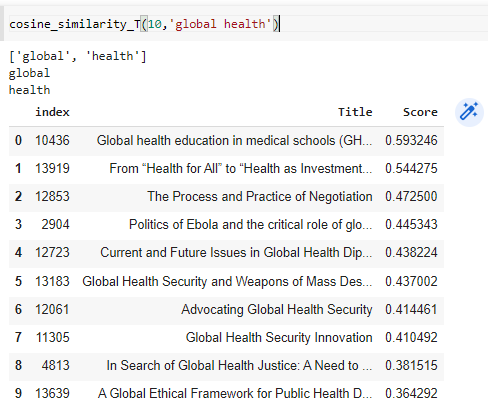 cosine_similarity_T(10,'global health')
['global', 'health']
global
health
index Title Score
0 10436 Global health education in medical schools (GH... 0.593246
1 13919 From “Health for All” to “Health as Investment... 0.544275
2 12853 The Process and Practice of Negotiation 0.472500
3 2904 Politics of Ebola and the critical role of glo... 0.445343
4 12723 Current and Future Issues in Global Health Dip... 0.438224
5 13183 Global Health Security and Weapons of Mass Des... 0.437002
6 12061 Advocating Global Health Security 0.414461
7 11305 Global Health Security Innovation 0.410492
8 4813 In Search of Global Health Justice: A Need to ... 0.381515
9 13639 A Global Ethical Framework for Public Health D... 0.364292